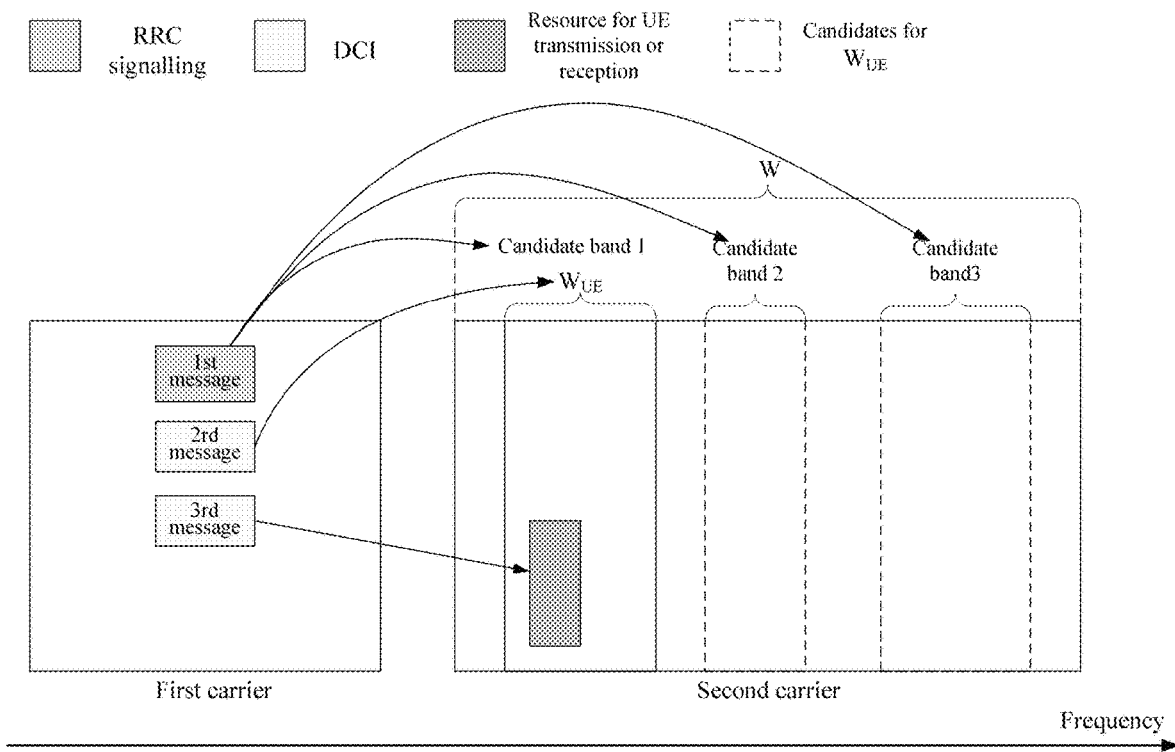 RRC
signalling
DCI
Resource for UE
transmission or
reception
Candidates for
W_UE
W
Candidate band 1
Candidate
band 2
Candidate
band3
W_UE
1st
message
2rd
message
3rd
message
First carrier
Second carrier
Frequency